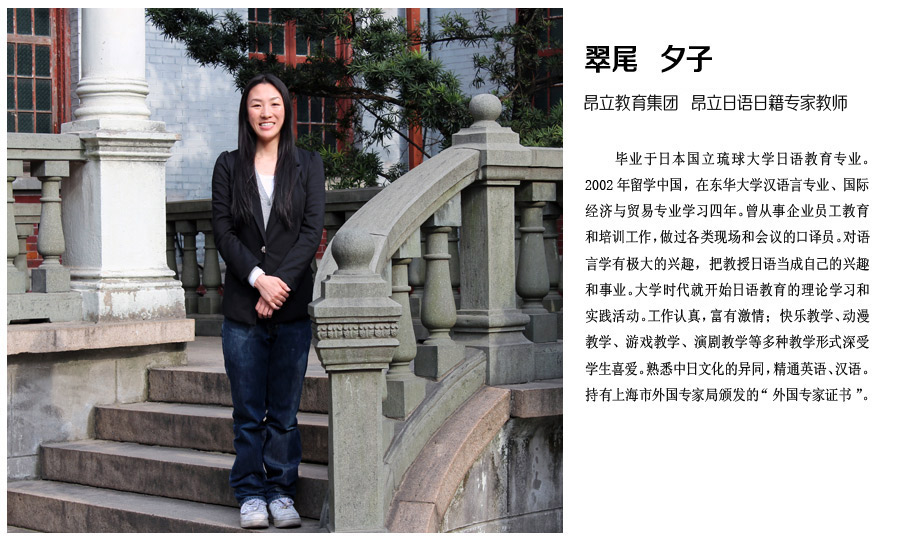 翠尾 夕子
昂立教育集团 昂立日语日籍专家教师
毕业于日本国立琉球大学日语教育专业。
2002年留学中国，在东华大学汉语言专业、国际
经济与贸易专业学习四年。曾从事企业员工教育
和培训工作，做过各类现场和会议的口译员。对语
言学有极大的兴趣，把教授日语当成自己的兴趣
和事业。大学时代就开始日语教育的理论学习和
实践活动。工作认真，富有激情；快乐教学、动漫
教学、游戏教学、演剧教学等多种教学形式深受
学生喜爱。熟悉中日文化的异同，精通英语、汉语。
持有上海市外国专家局颁发的“外国专家证书”。